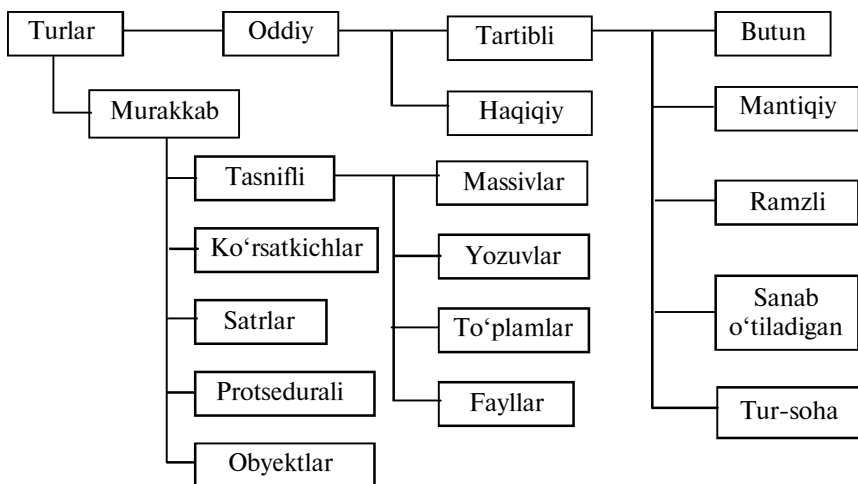 Turlar
Oddiy
Tartibli
Butun
Murakkab
Haqiqiy
Mantiqiy
Tasnifli
Massivlar
Ramzli
Ko‘rsatkichlar
Yozuvlar
Satrlar
To‘plamlar
Sanab
o‘tiladigan
Protsedurali
Fayllar
Tur-soha
Obyektlar